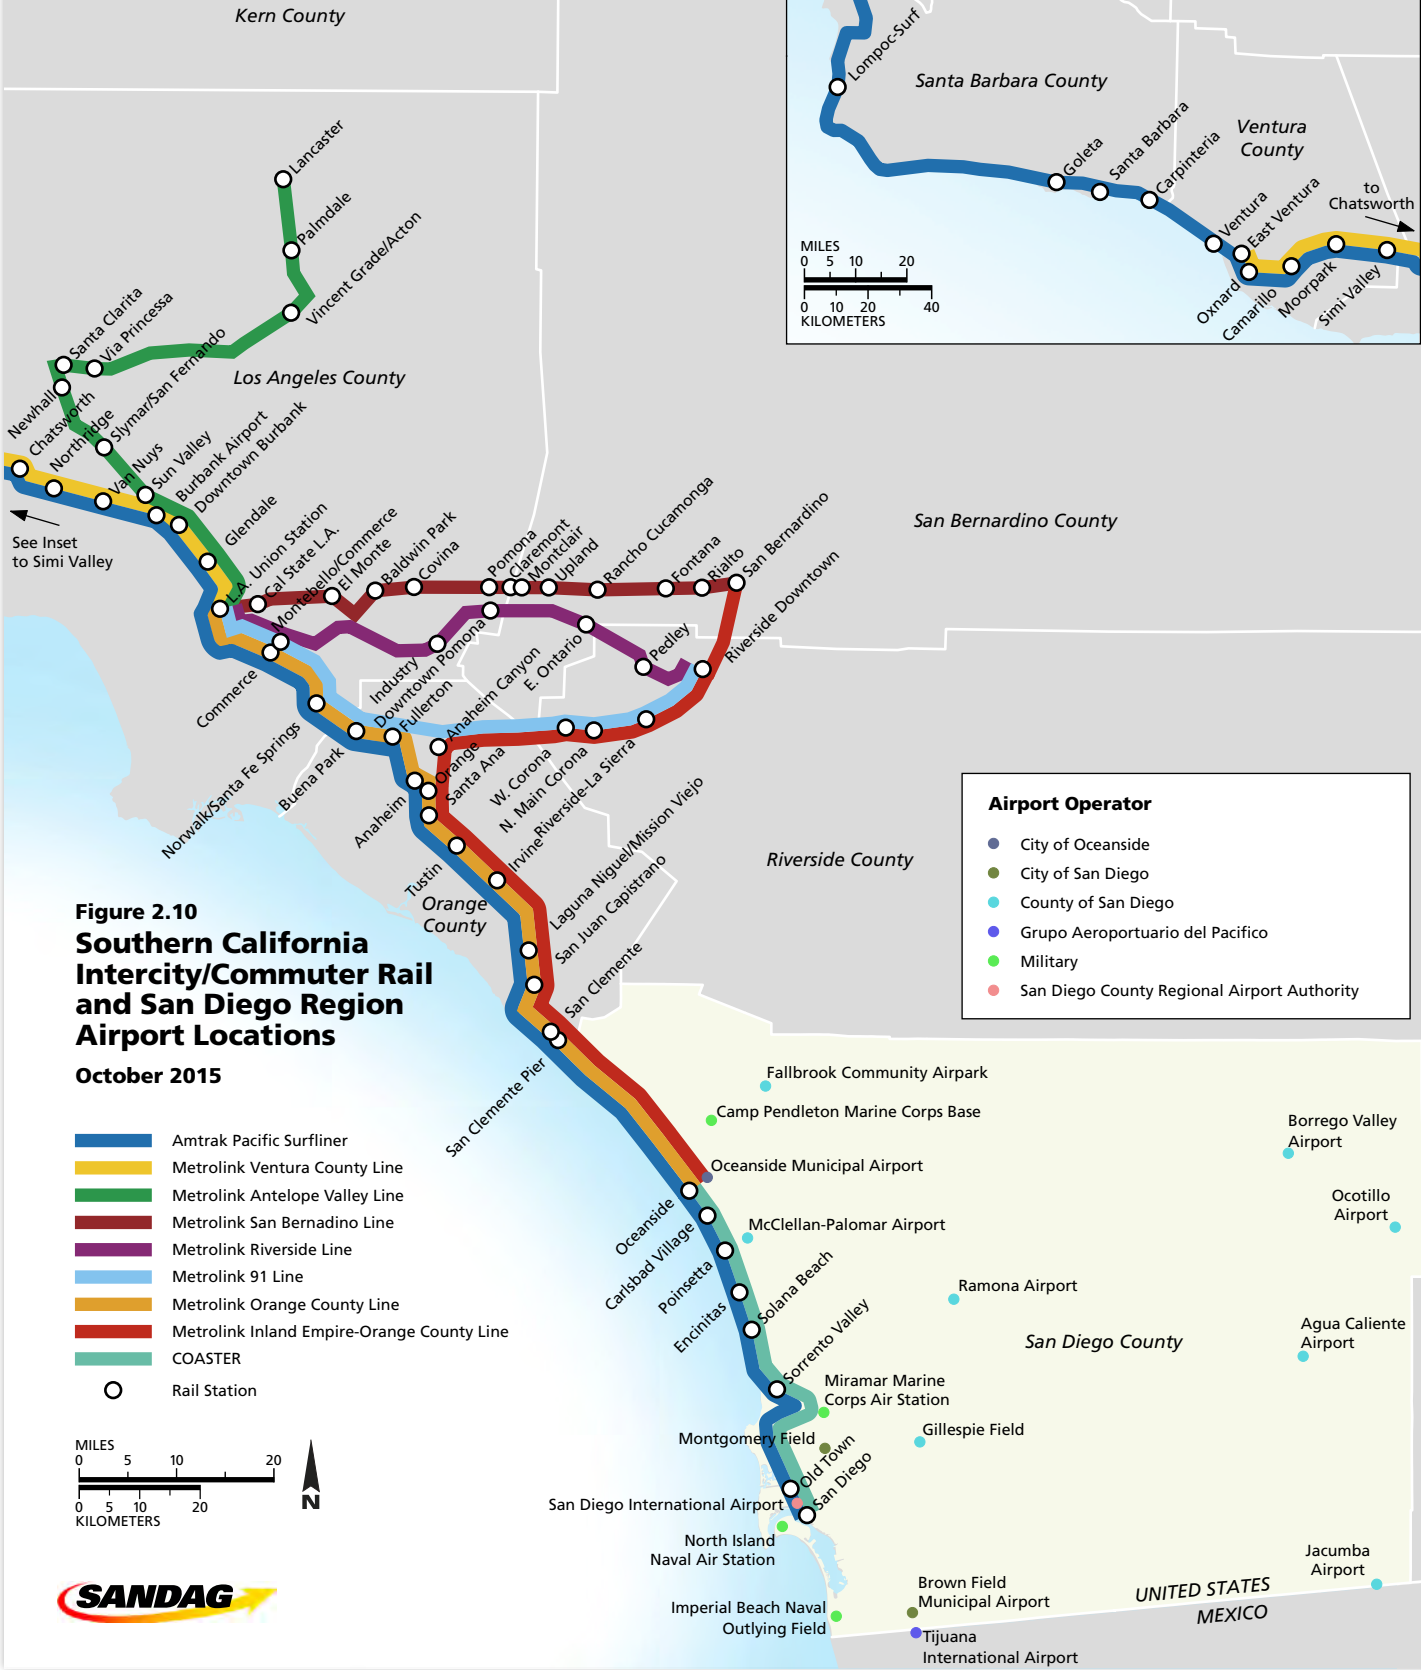 Kern County
Lompoc-Surf
Santa Barbara County
Goleta
Santa Barbara
Carpinteria
Ventura
County
Ventura
East Ventura
to
Chatsworth
Oxnard
Camarillo
Moorpark
Simi Valley
MILES
0 5 10 20
0 10 20 40
KILOMETERS
Lancaster
Palmdale
Vincent Grade/Acton
Santa Clarita
Via Princessa
Newhall
Slymar/San Fernando
Los Angeles County
Chatsworth
Northridge
Van Nuys
Sun Valley
Burbank Airport
Downtown Burbank
Glendale
See Inset
to Simi Valley
L.A. Union Station
Cal State L.A.
Montebello/Commerce
El Monte
Baldwin Park
Covina
Pomona
Claremont
Montclair
Upland
Rancho Cucamonga
Fontana
Rialto
San Bernardino
San Bernardino County
Riverside Downtown
Pedley
E. Ontario
Downtown Pomona
Industry
Commerce
Norwalk/Santa Fe Springs
Buena Park
Fullerton
Anaheim Canyon
Orange
Santa Ana
Anaheim
W. Corona
N. Main Corona
Riverside-La Sierra
Tustin
Irvine
Laguna Niguel/Mission Viejo
San Juan Capistrano
San Clemente
San Clemente Pier
Orange
County
Riverside County
Airport Operator
City of Oceanside
City of San Diego
County of San Diego
Grupo Aeroportuario del Pacifico
Military
San Diego County Regional Airport Authority
Figure 2.10
Southern California
Intercity/Commuter Rail
and San Diego Region
Airport Locations
October 2015
Amtrak Pacific Surfliner
Metrolink Ventura County Line
Metrolink Antelope Valley Line
Metrolink San Bernadino Line
Metrolink Riverside Line
Metrolink 91 Line
Metrolink Orange County Line
Metrolink Inland Empire-Orange County Line
COASTER
Rail Station
MILES
0 5 10 20
0 5 10 20
KILOMETERS
N
SANDAG
Fallbrook Community Airpark
Camp Pendleton Marine Corps Base
Oceanside Municipal Airport
Borrego Valley
Airport
Ocotillo
Airport
Oceanside
Carlsbad Village
McClellan-Palomar Airport
Poinsetta
Encinitas
Solana Beach
Sorrento Valley
Ramona Airport
San Diego County
Agua Caliente
Airport
Miramar Marine
Corps Air Station
Montgomery Field
Gillespie Field
Old Town
San Diego
San Diego International Airport
North Island
Naval Air Station
Imperial Beach Naval
Outlying Field
Brown Field
Municipal Airport
Tijuana
International Airport
Jacumba
Airport
UNITED STATES
MEXICO